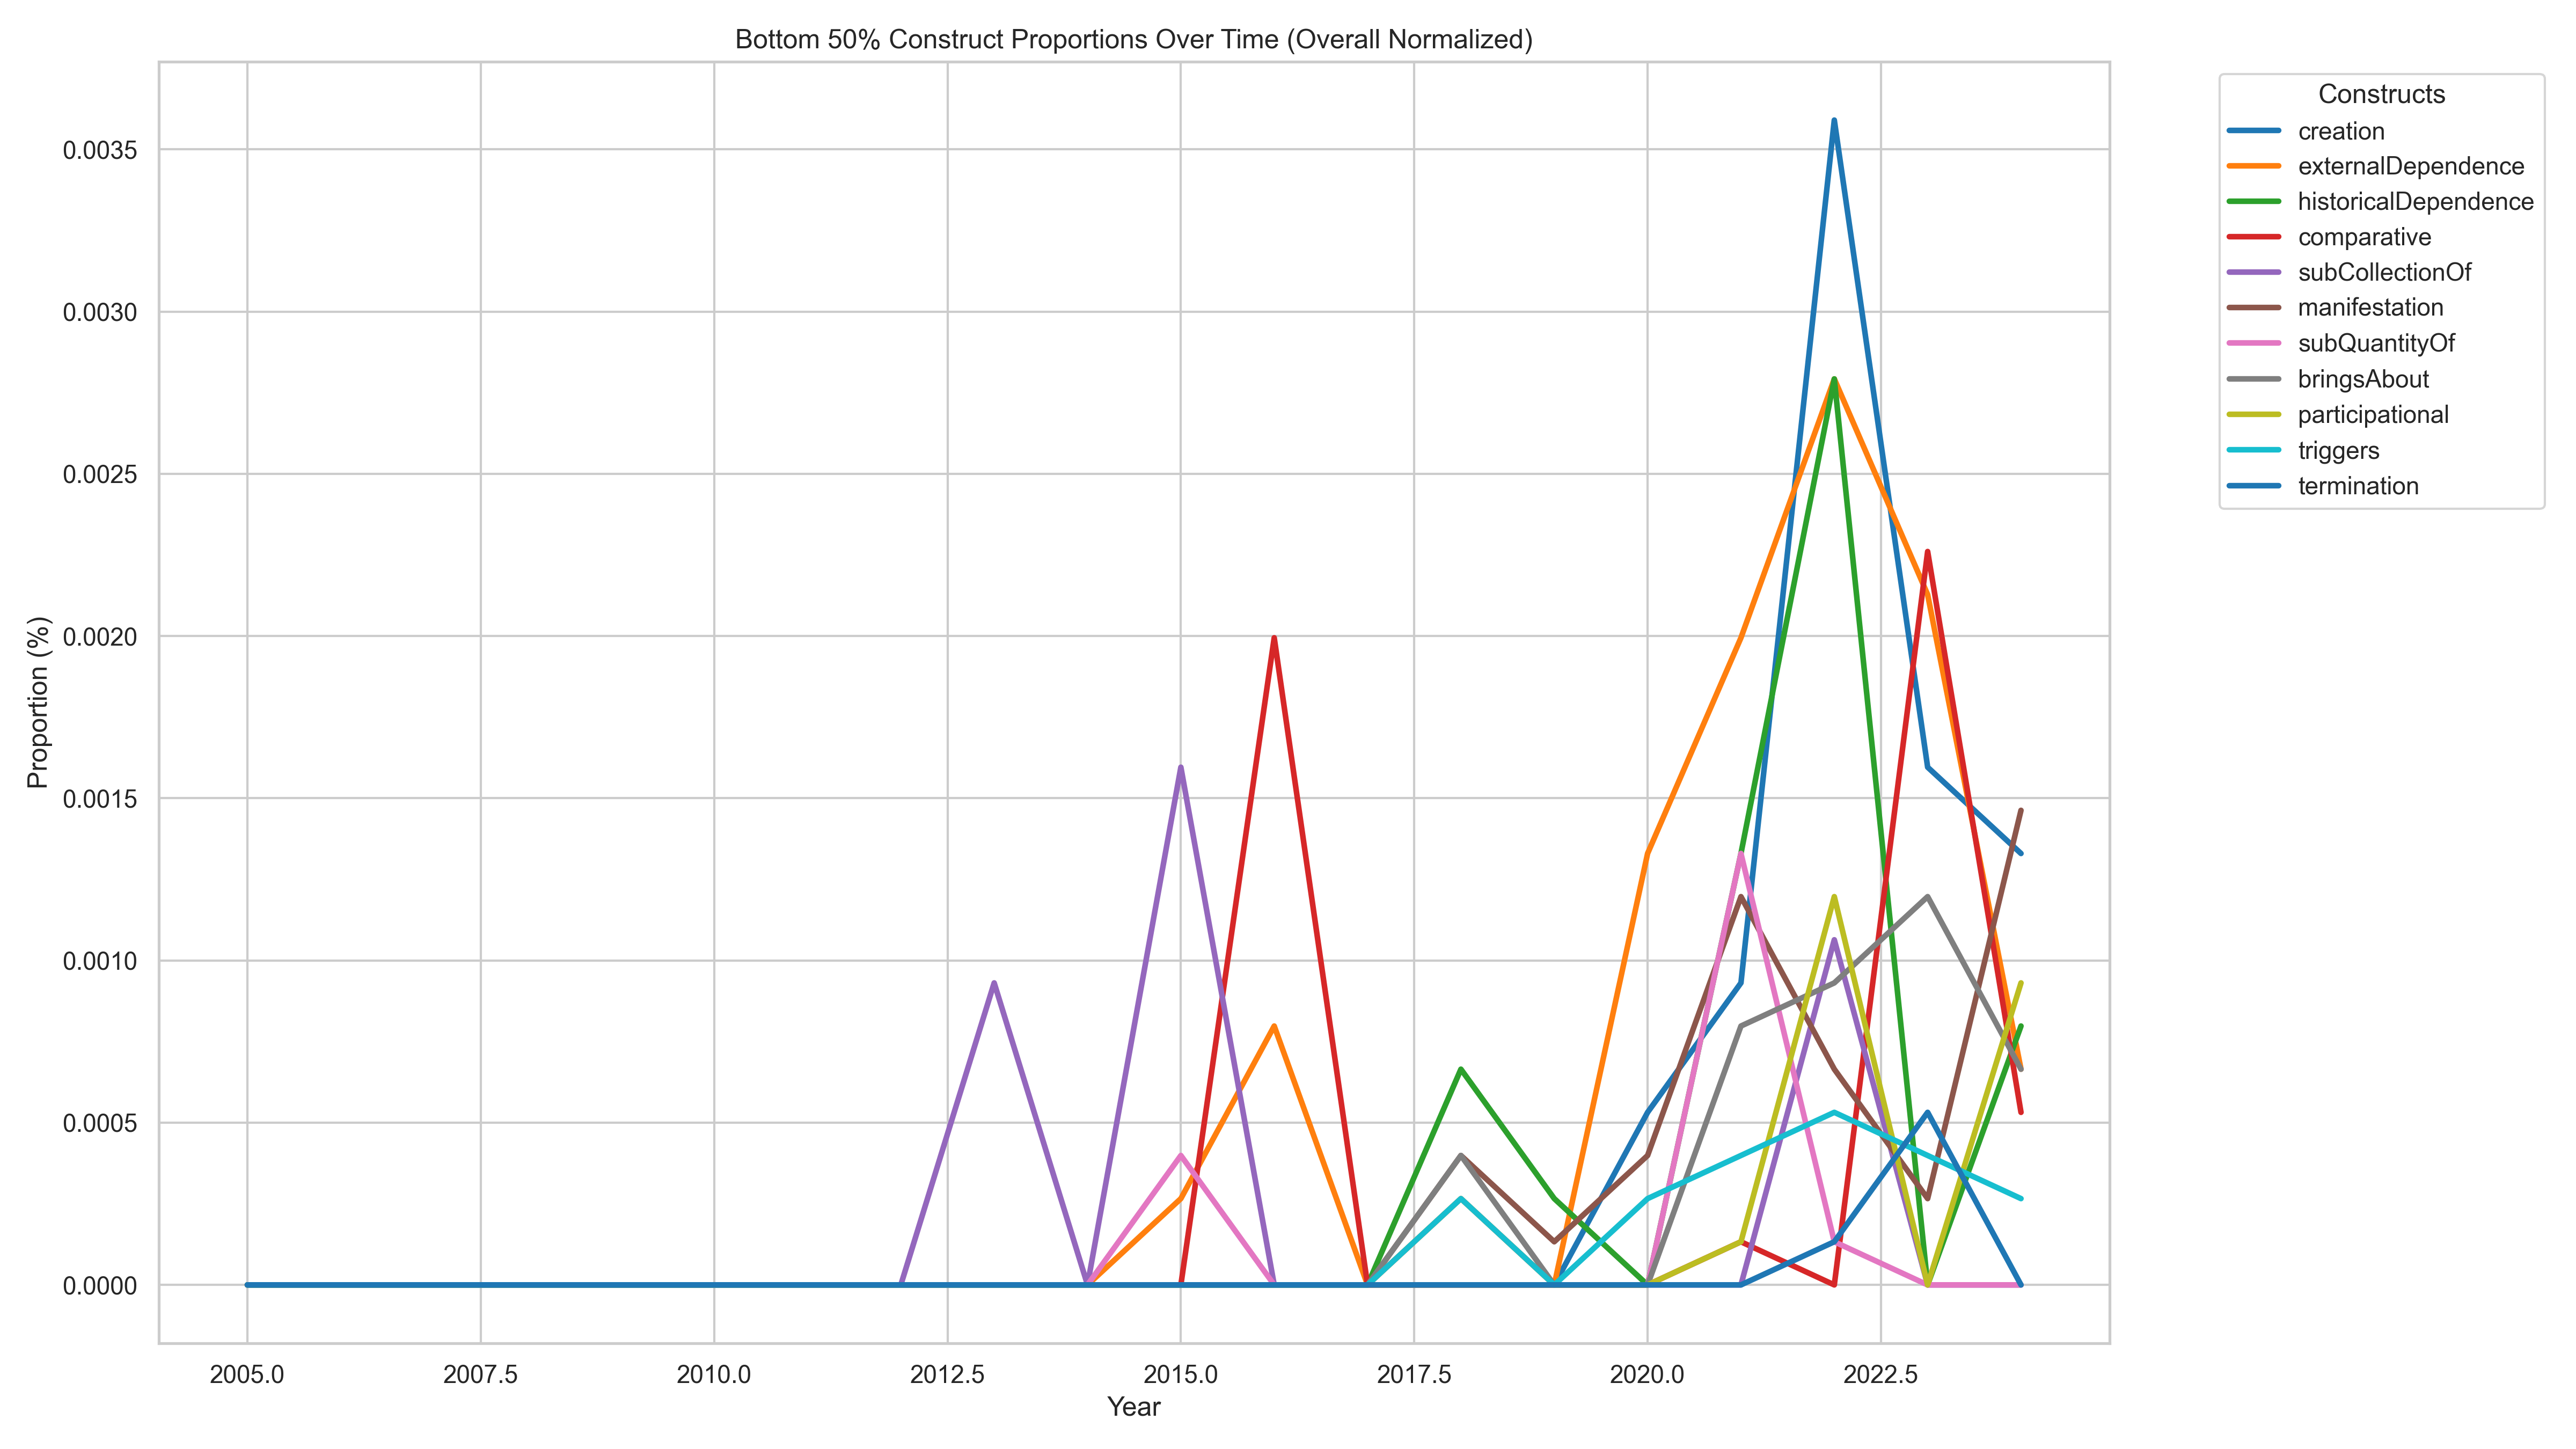 Bottom 50% Construct Proportions Over Time (Overall Normalized)
Proportion (%)
0.0035
0.0030
0.0025
0.0020
0.0015
0.0010
0.0005
0.0000
2005.0 2007.5 2010.0 2012.5 2015.0 2017.5 2020.0 2022.5
Year
Constructs
creation
externalDependence
historicalDependence
comparative
subCollectionOf
manifestation
subQuantityOf
bringsAbout
participational
triggers
termination